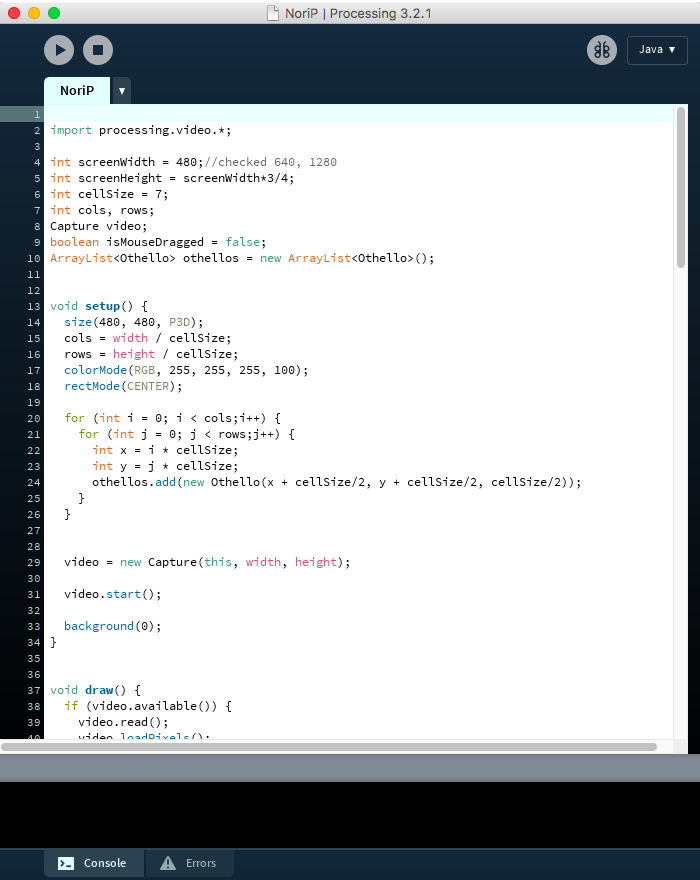 NoriP | Processing 3.2.1
Java ▼
NoriP ▼
1
2 import processing.video.*;
3
4 int screenWidth = 480;//checked 640, 1280
5 int screenHeight = screenWidth*3/4;
6 int cellSize = 7;
7 int cols, rows;
8 Capture video;
9 boolean isMouseDragged = false;
10 ArrayList<Othello> othellos = new ArrayList<Othello>();
11
12
13 void setup() {
14   size(480, 480, P3D);
15   cols = width / cellSize;
16   rows = height / cellSize;
17   colorMode(RGB, 255, 255, 255, 100);
18   rectMode(CENTER);
19
20   for (int i = 0; i < cols;i++) {
21     for (int j = 0; j < rows;j++) {
22       int x = i * cellSize;
23       int y = j * cellSize;
24       othellos.add(new Othello(x + cellSize/2, y + cellSize/2, cellSize/2));
25     }
26   }
27
28
29   video = new Capture(this, width, height);
30
31   video.start();
32
33   background(0);
34 }
35
36
37 void draw() {
38   if (video.available()) {
39     video.read();
40     video.loadPixels();
Console
Errors